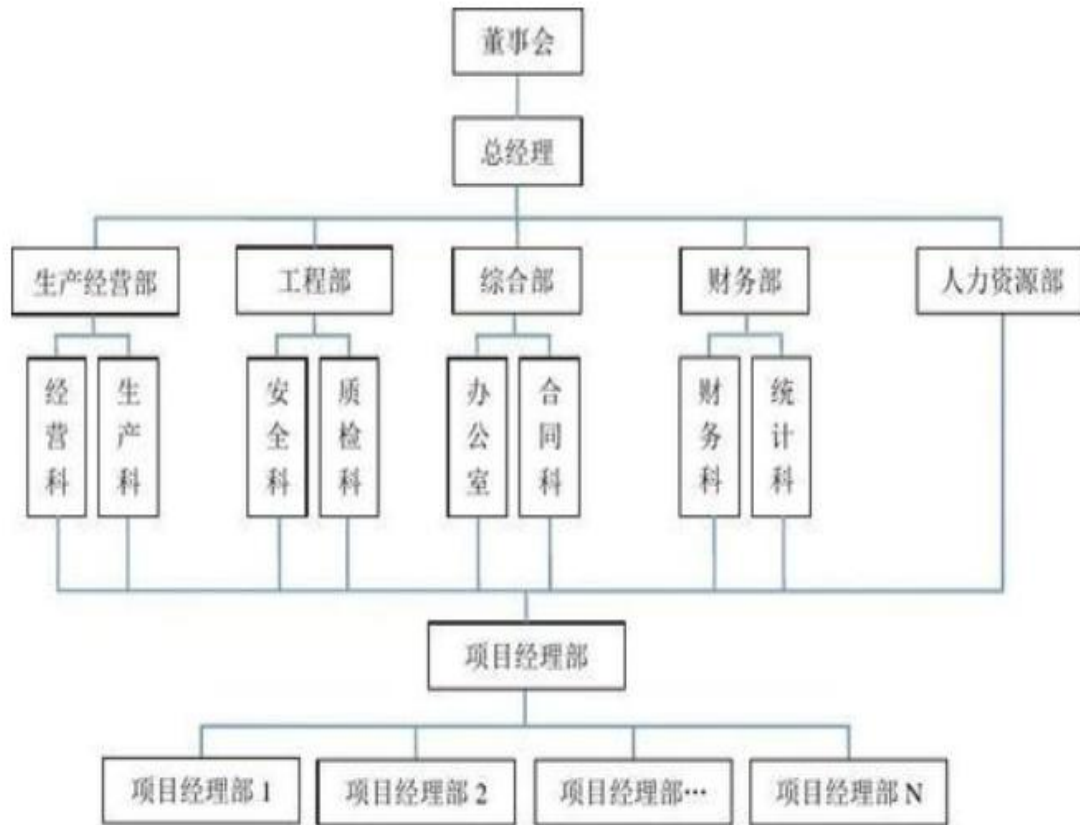 董事会
总经理
生产经营部
工程部
综合部
财务部
人力资源部
经营科
生产科
安全科
质检科
办公室
合同科
财务科
统计科
项目经理部
项目经理部 1
项目经理部 2
项目经理部…
项目经理部 N